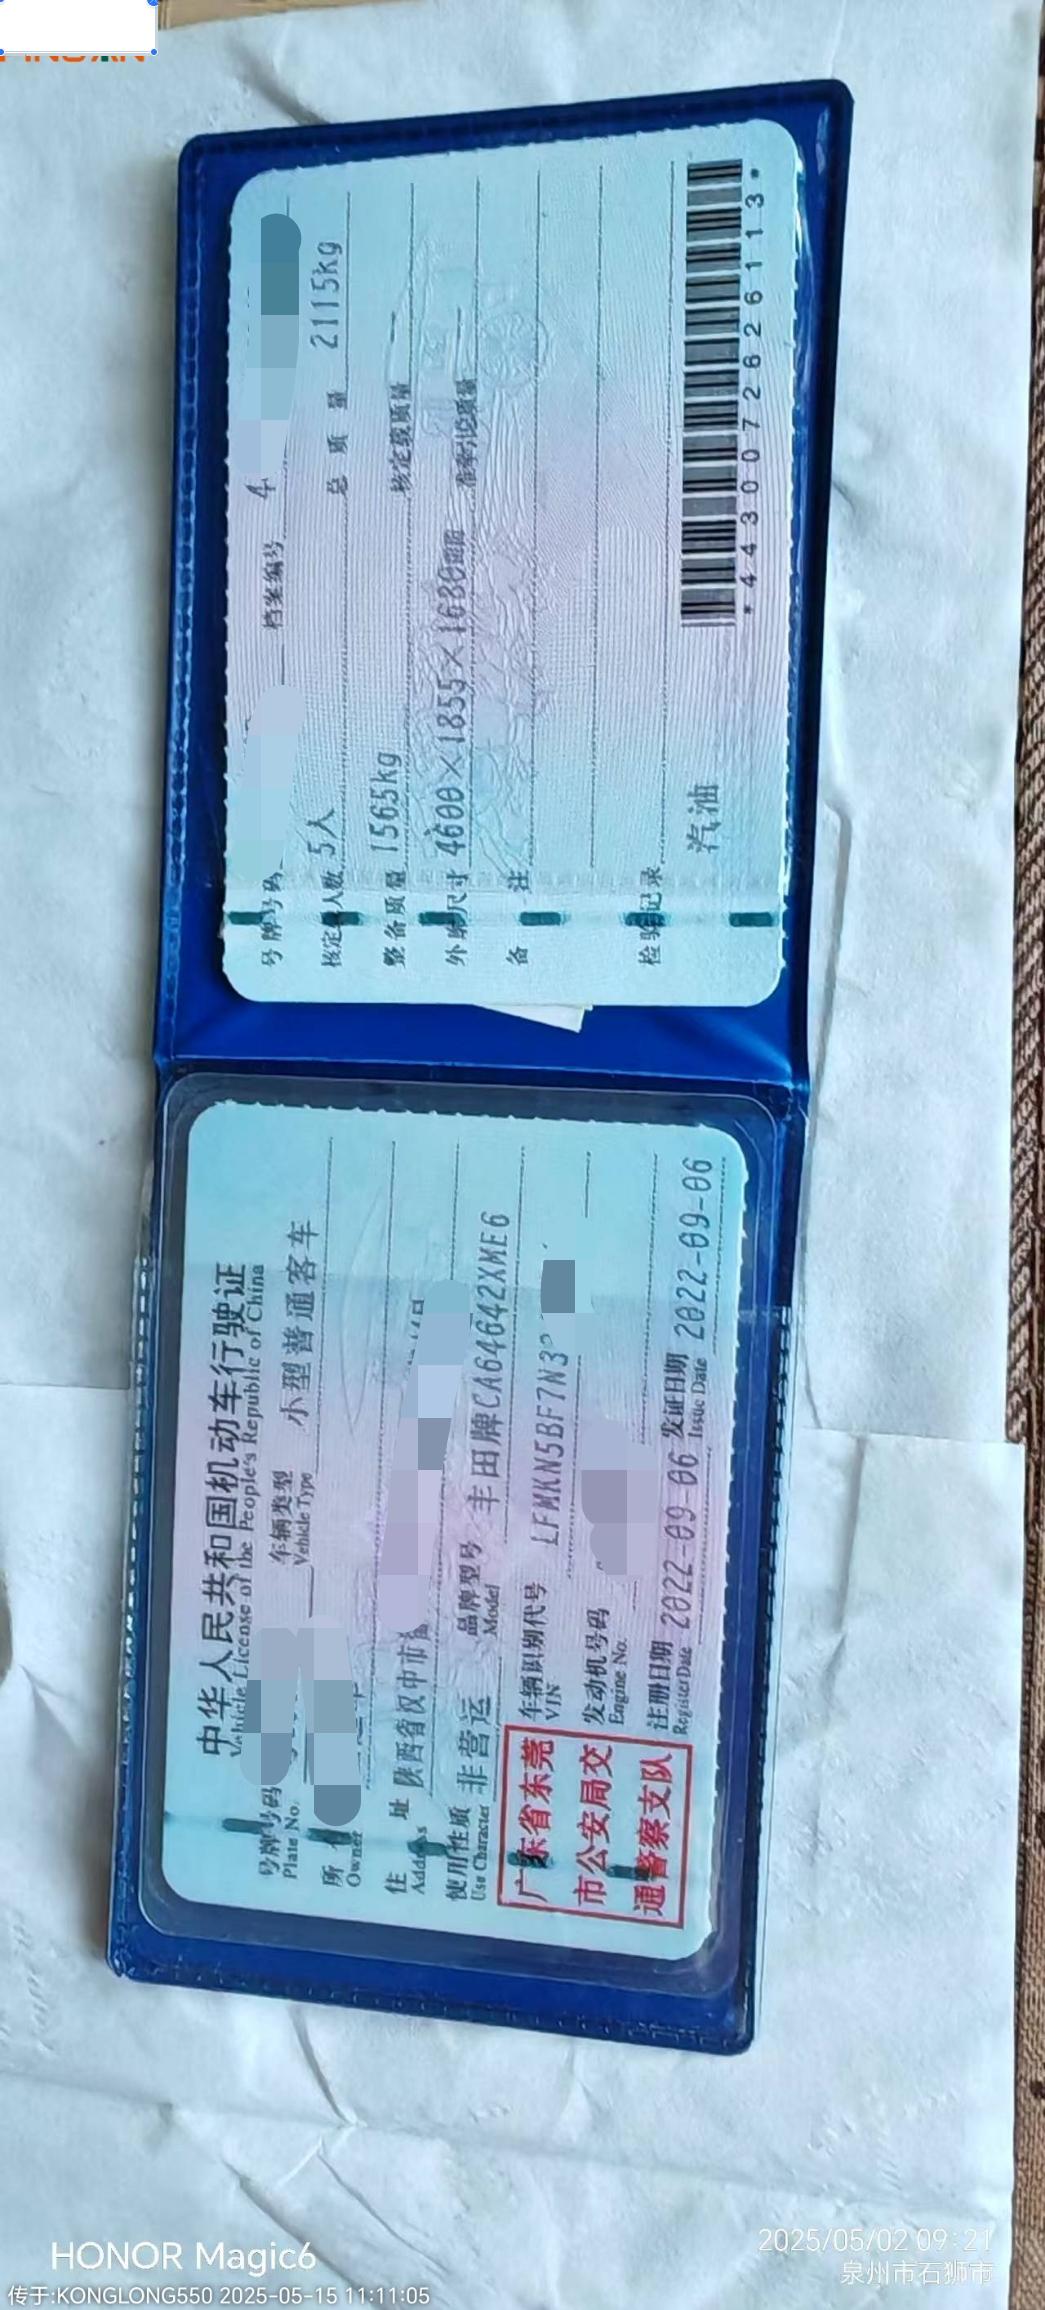 中华人民共和国机动车行驶证
Vehicle License of the People's Republic of China
号牌号码
Plate No.
车辆类型 小型普通客车
Vehicle Type
所
Owner
住 址 陕西省汉中市
Address
使用性质 非营运
Use Character
品牌型号 丰田牌CA64642XME6
Model
广东省东莞
市公安局交
通警察支队
车辆识别代号 LFMKN5BF7N3
VIN
发动机号码
Engine No.
注册日期 2022-09-06
Register Date
发证日期 2022-09-06
Issue Date
号牌号码
档案编号 4
核定 人数 5人
总质量 2115kg
整备质量 1565kg
核定载质量
外廓尺寸 4600×1855×1680mm
准牵引总质量
备 注
检验记录
汽油
*4430072626113*
HONOR Magic6
2025/05/02 09:21
泉州市石狮市
传于:KONGLONG550 2025-05-15 11:11:05